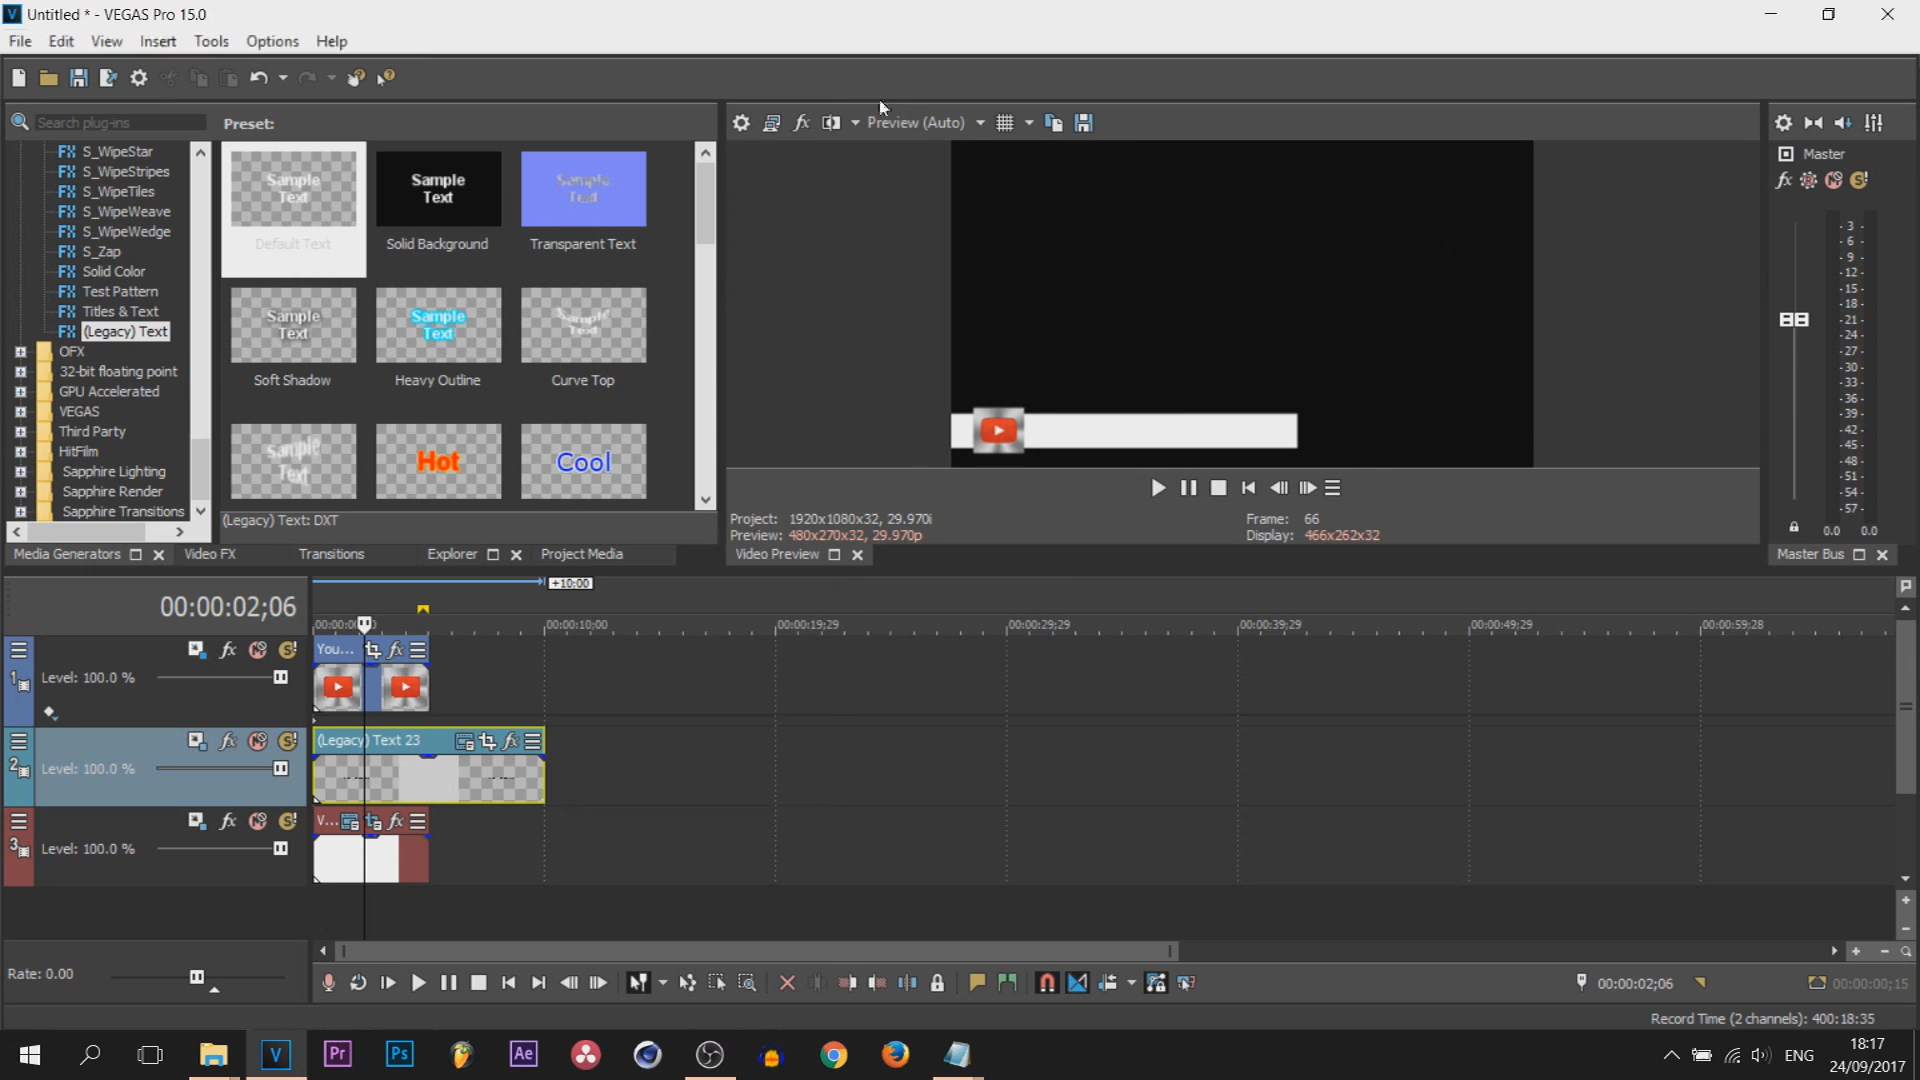 Untitled * - VEGAS Pro 15.0
File Edit View Insert Tools Options Help
Search plug-ins
Preset:
Preview (Auto)
S_WipeStar
S_WipeStripes
S_WipeTiles
S_WipeWeave
S_WipeWedge
S_Zap
Solid Color
Test Pattern
Titles & Text
(Legacy) Text
OFX
32-bit floating point
GPU Accelerated
VEGAS
Third Party
HitFilm
Sapphire Lighting
Sapphire Render
Sapphire Transitions
Sample Text
Default Text
Sample Text
Solid Background
Sample Text
Transparent Text
Sample Text
Soft Shadow
Sample Text
Heavy Outline
Sample Text
Curve Top
Sample Text
Hot
Cool
(Legacy) Text: DXT
Master
-3-
-6-
-9-
-12-
-15-
-18-
-21-
-24-
-27-
-30-
-33-
-36-
-39-
-42-
-45-
-48-
-51-
-54-
-57-
0.0 0.0
Project: 1920x1080x32, 29.970i
Preview: 480x270x32, 29.970p
Frame: 66
Display: 466x262x32
Media Generators Video FX Transitions Explorer Project Media
Video Preview
Master Bus
00:00:02;06
+10:00
00:00:10;00 00:00:19;29 00:00:29;29 00:00:39;29 00:00:49;29 00:00:59;28
1 Level: 100.0 %
You... fx
2 Level: 100.0 %
(Legacy) Text 23 fx
3 Level: 100.0 %
V... fx
Rate: 0.00
00:00:02;06
00:00:00;15
Record Time (2 channels): 400:18:35
V Pr Ps Ae
ENG
18:17
24/09/2017